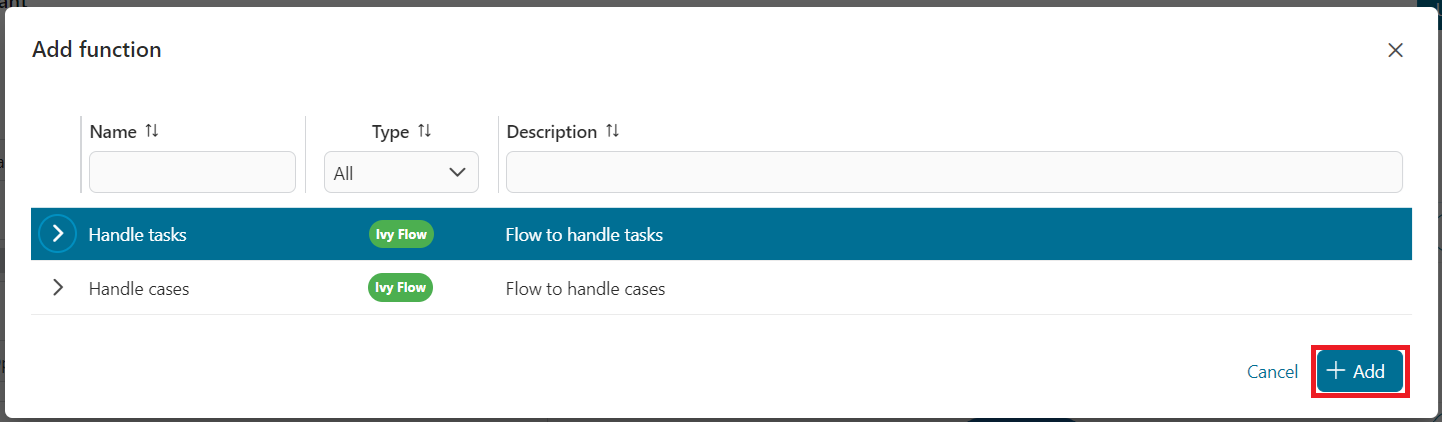 Add function
Name Type Description
All
Handle tasks Ivy Flow Flow to handle tasks
Handle cases Ivy Flow Flow to handle cases
Cancel Add